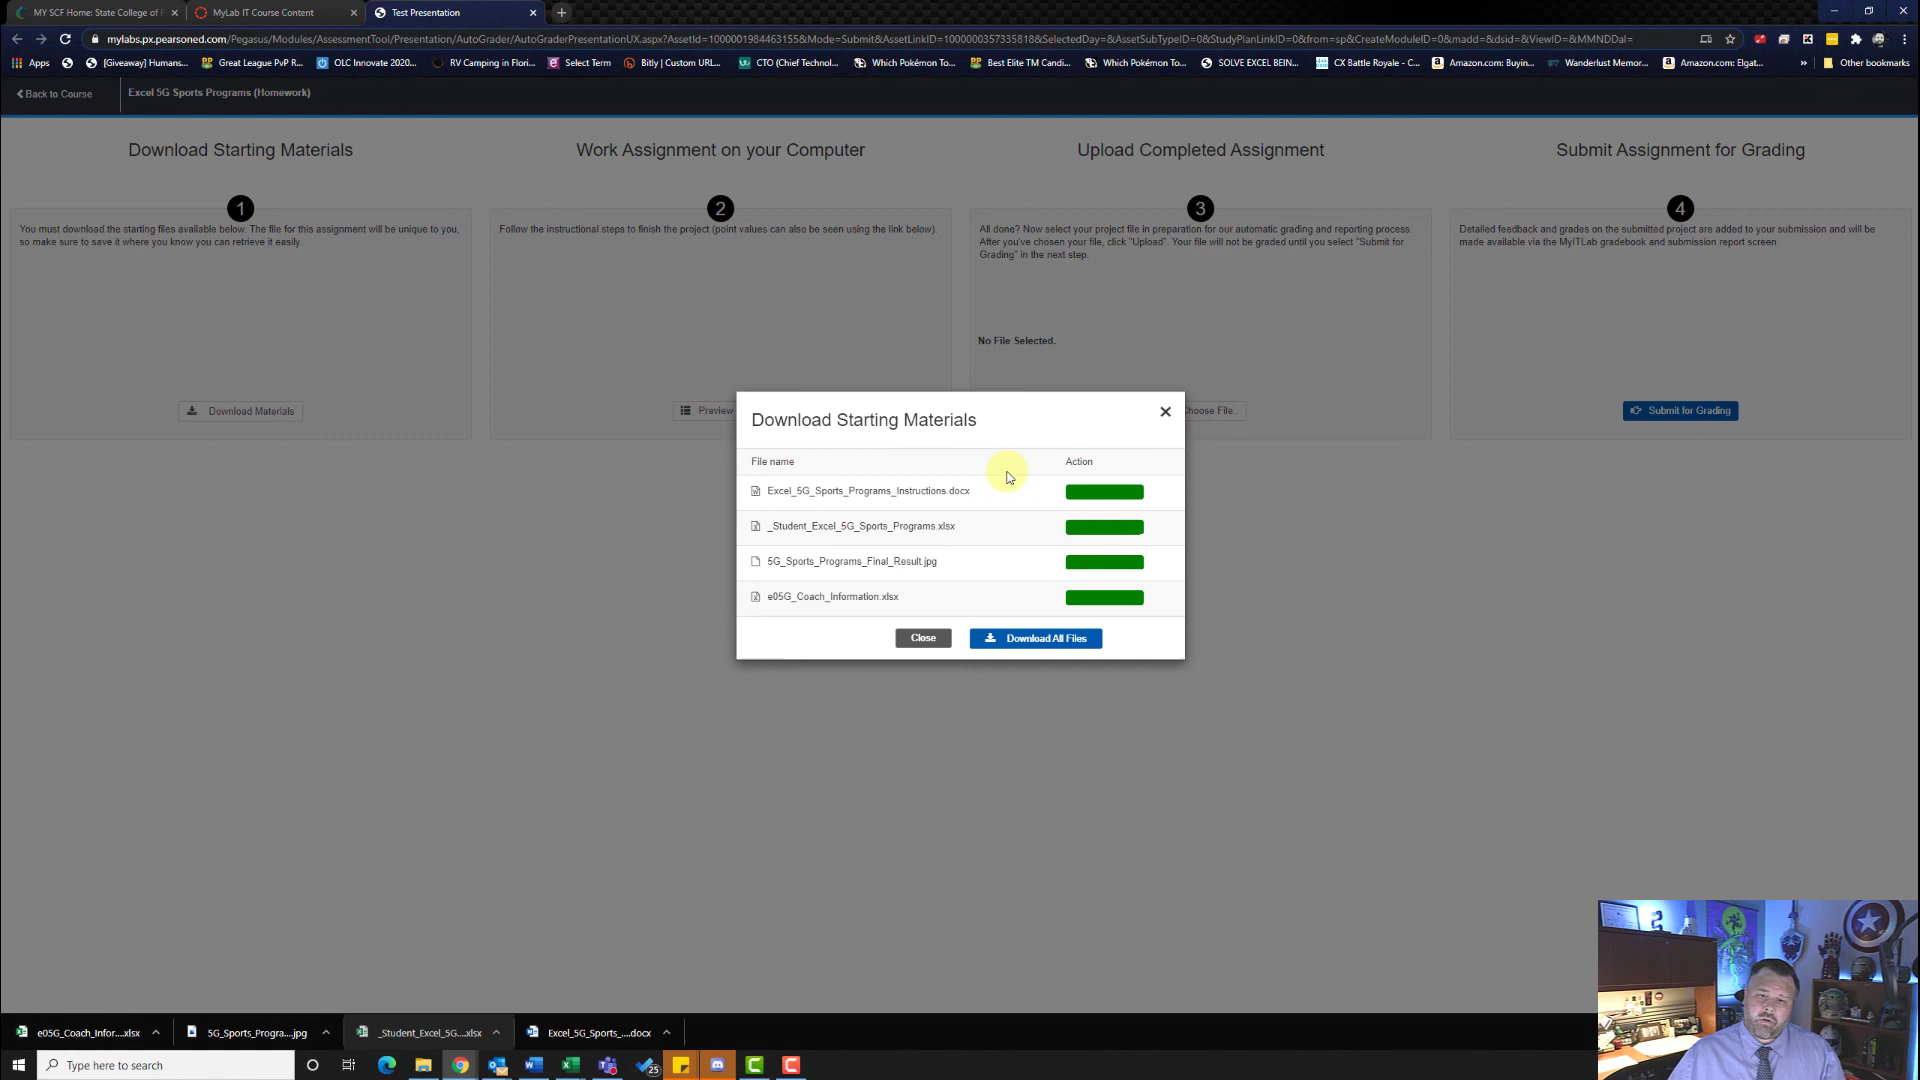 MY SCF Home: State College of
MyLab IT Course Content
Test Presentation
mylabs.px.pearsoned.com/Pegasus/Modules/AssessmentTool/Presentation/AutoGrader/AutoGraderPresentationUX.aspx?AssetId=1000001984463155&Mode=Submit&AssetLinkID=1000000357335818&SelectedDay=&AssetSubTypeID=0&StudyPlanLinkID=0&from=sp&CreateModuleID=0&madd=&dsid=&ViewID=&MMNDDal=
Apps
[Giveaway] Humans...
Great League PvP R...
OLC Innovate 2020...
RV Camping in Flori...
Select Term
Bitly | Custom URL...
CTO (Chief Technol...
Which Pokémon To...
Best Elite TM Candi...
Which Pokémon To...
SOLVE EXCEL BEIN...
CX Battle Royale - C...
Amazon.com: Buyin...
Wanderlust Memor...
Amazon.com: Elgat...
Other bookmarks
Back to Course
Excel 5G Sports Programs (Homework)
Download Starting Materials
Work Assignment on your Computer
Upload Completed Assignment
Submit Assignment for Grading
1
2
3
4
You must download the starting files available below. The file for this assignment will be unique to you,
so make sure to save it where you know you can retrieve it easily.
Follow the instructional steps to finish the project (point values can also be seen using the link below).
All done? Now select your project file in preparation for our automatic grading and reporting process.
After you've chosen your file, click "Upload". Your file will not be graded until you select "Submit for
Grading" in the next step.
Detailed feedback and grades on the submitted project are added to your submission and will be
made available via the MyITLab gradebook and submission report screen.
No File Selected.
Download Materials
Preview
hoose File..
Submit for Grading
Download Starting Materials
File name
Action
Excel_5G_Sports_Programs_Instructions.docx
_Student_Excel_5G_Sports_Programs.xlsx
5G_Sports_Programs_Final_Result.jpg
e05G_Coach_Information.xlsx
Close
Download All Files
e05G_Coach_Infor....xlsx
5G_Sports_Progra....jpg
_Student_Excel_5G....xlsx
Excel_5G_Sports_....docx
Type here to search
25